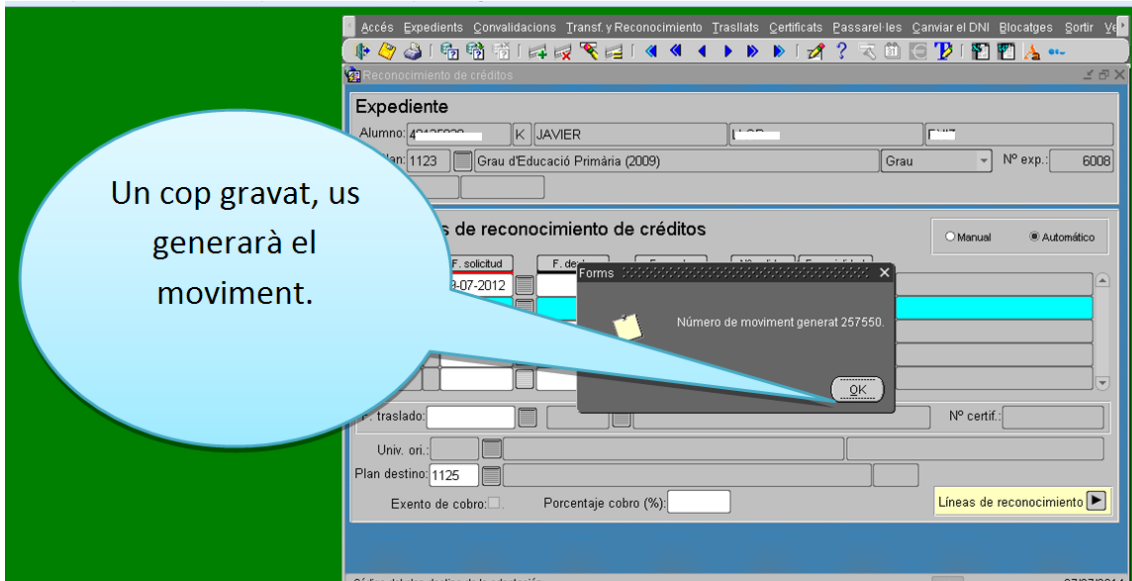 Accés Expedients Convalidacions Transf. y Reconocimiento Trasllats Certificats Passarel·les Canviar el DNI Blocatges Sortir
Reconocimiento de créditos
Expediente
Alumno: K JAVIER
1123 Grau d'Educació Primària (2009) Grau Nº exp.: 6008
Un cop gravat, us
generarà el
moviment.
de reconocimiento de créditos
Manual Automático
F. solicitud
-07-2012
Forms
Número de moviment generat 257550.
OK
traslado: Nº certif.:
Univ. ori.:
Plan destino: 1125
Exento de cobro: Porcentaje cobro (%):
Líneas de reconocimiento